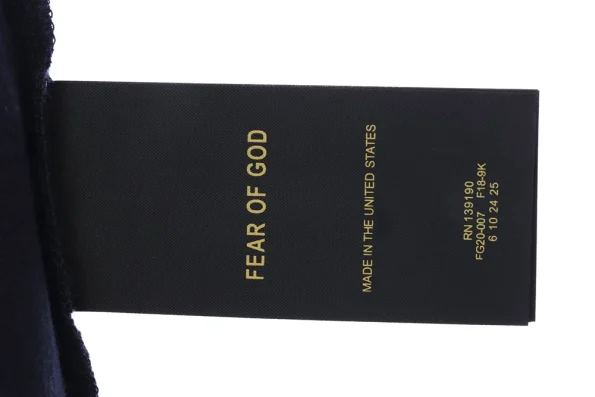 FEAR OF GOD
MADE IN THE UNITED STATES
RN 139190
FG20-007 F18-9K
6 10 24 25